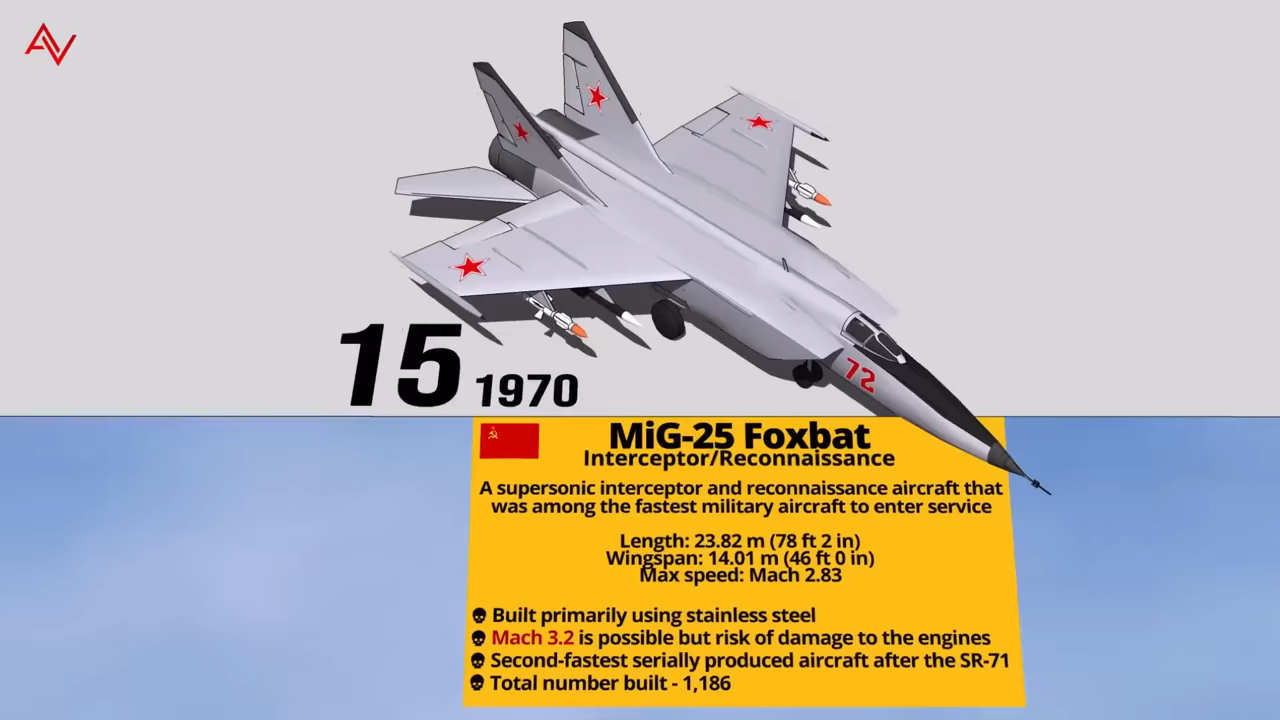 AV
72
15 1970
MiG-25 Foxbat
Interceptor/Reconnaissance
A supersonic interceptor and reconnaissance aircraft that
was among the fastest military aircraft to enter service
Length: 23.82 m (78 ft 2 in)
Wingspan: 14.01 m (46 ft 0 in)
Max speed: Mach 2.83
Built primarily using stainless steel
Mach 3.2 is possible but risk of damage to the engines
Second-fastest serially produced aircraft after the SR-71
Total number built - 1,186